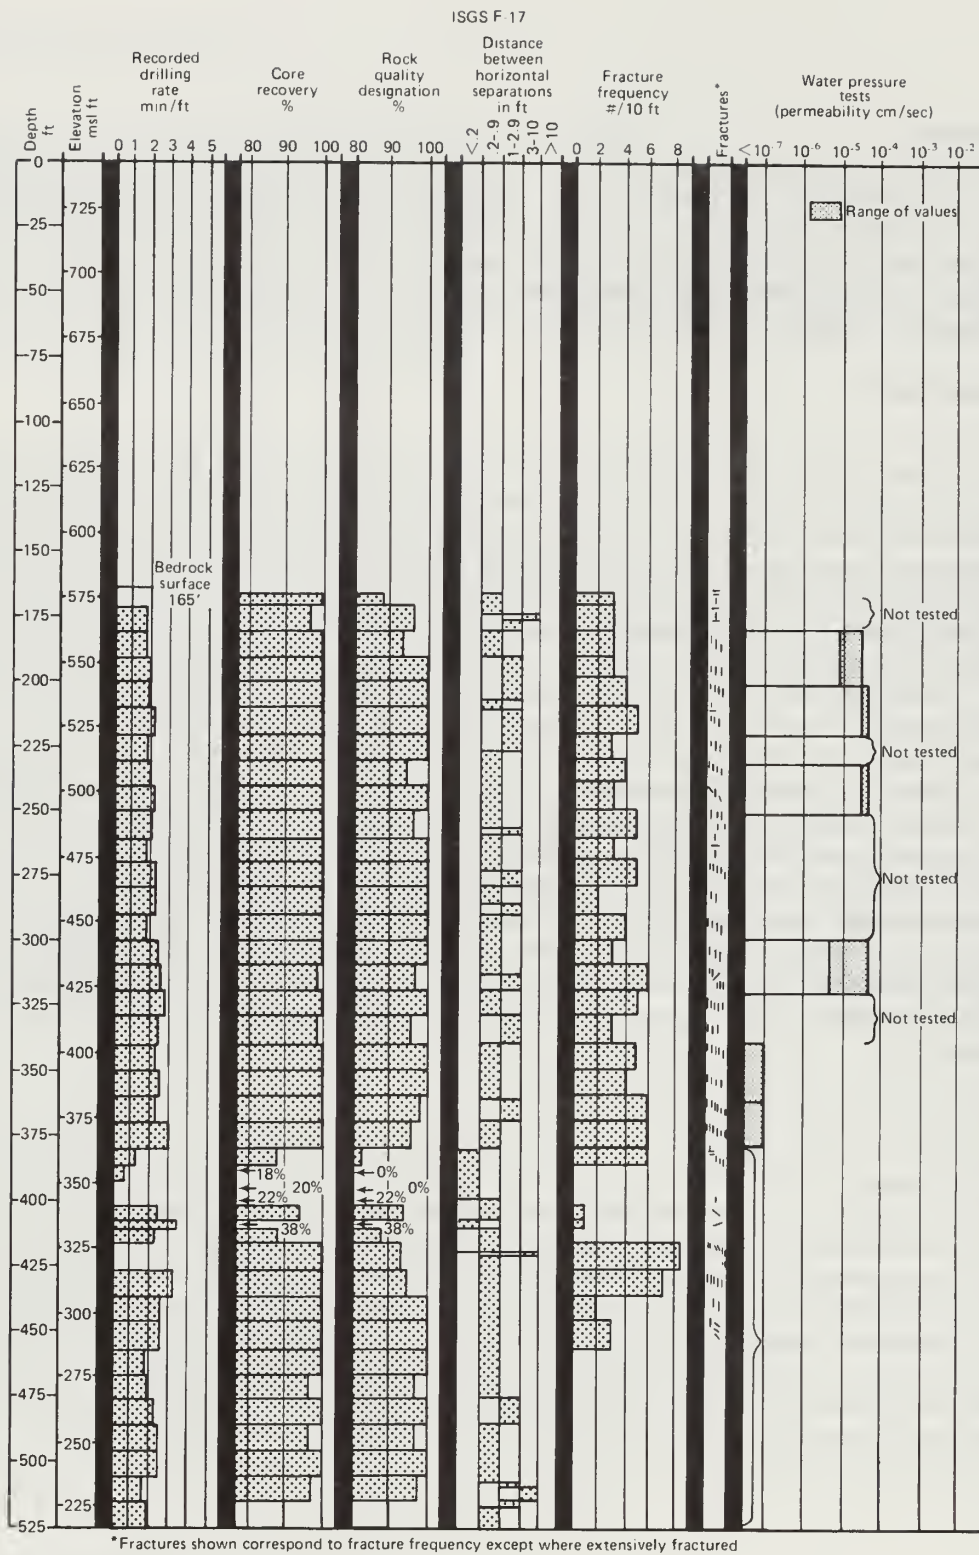 ISGS F-17
Depth
ft
Elevation
msl ft
Recorded
drilling
rate
min/ft
Core
recovery
%
Rock
quality
designation
%
Distance
between
horizontal
separations
in ft
Fracture
frequency
#/10 ft
Fractures*
Water pressure
tests
(permeability cm/sec)
0 1 2 3 4 5
80 90 100
80 90 100
<.2
.2-.9
1-2.9
3-10
>10
0 2 4 6 8
<10-7 10-6 10-5 10-4 10-3 10-2
0
25
50
75
100
125
150
175
200
225
250
275
300
325
350
375
400
425
450
475
500
525
725
700
675
650
625
600
575
550
525
500
475
450
425
400
375
350
325
300
275
250
225
Range of values
Bedrock
surface
165'
Not tested
Not tested
Not tested
Not tested
18%
20%
22%
38%
0%
0%
22%
38%
*Fractures shown correspond to fracture frequency except where extensively fractured